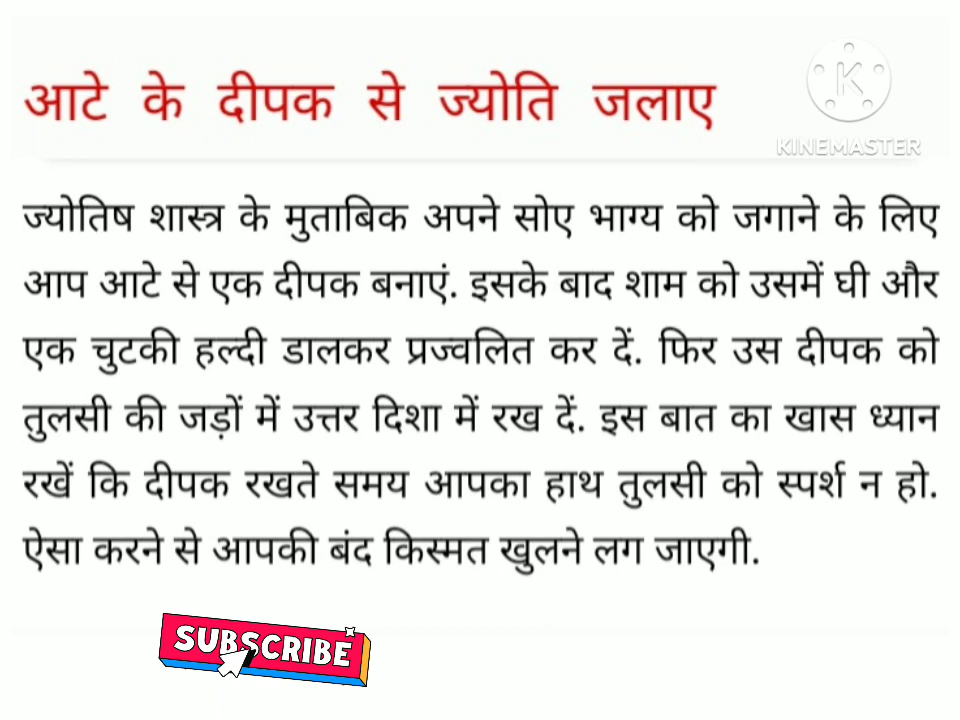 आटे के दीपक से ज्योति जलाए
KINEMASTER
ज्योतिष शास्त्र के मुताबिक अपने सोए भाग्य को जगाने के लिए
आप आटे से एक दीपक बनाएं. इसके बाद शाम को उसमें घी और
एक चुटकी हल्दी डालकर प्रज्वलित कर दें. फिर उस दीपक को
तुलसी की जड़ों में उत्तर दिशा में रख दें. इस बात का खास ध्यान
रखें कि दीपक रखते समय आपका हाथ तुलसी को स्पर्श न हो.
ऐसा करने से आपकी बंद किस्मत खुलने लग जाएगी.
SUBSCRIBE